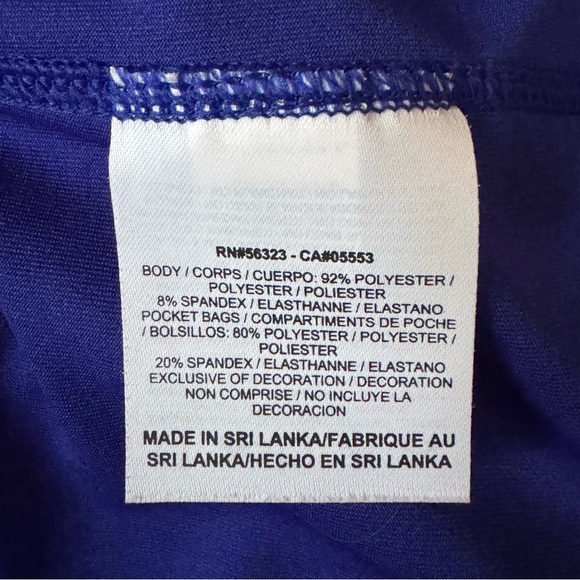 RN#56323 - CA#05553
BODY / CORPS / CUERPO: 92% POLYESTER /
POLYESTER / POLIESTER
8% SPANDEX / ELASTHANNE / ELASTANO
POCKET BAGS / COMPARTIMENTS DE POCHE
/ BOLSILLOS: 80% POLYESTER / POLYESTER /
POLIESTER
20% SPANDEX / ELASTHANNE / ELASTANO
EXCLUSIVE OF DECORATION / DECORATION
NON COMPRISE / NO INCLUYE LA
DECORACION
MADE IN SRI LANKA/FABRIQUE AU
SRI LANKA/HECHO EN SRI LANKA